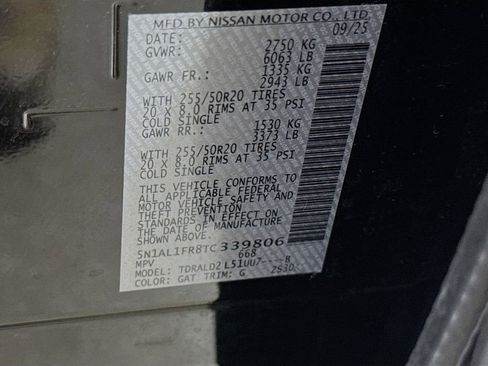 MFD BY NISSAN MOTOR CO., LTD.
DATE: 09/25
GVWR: 2750 KG
6063 LB
GAWR FR.: 1335 KG
2943 LB
WITH 255/50R20 TIRES
20 X 8.0 RIMS AT 35 PSI
COLD SINGLE
GAWR RR.: 1530 KG
3373 LB
WITH 255/50R20 TIRES
20 X 8.0 RIMS AT 35 PSI
COLD SINGLE
THIS VEHICLE CONFORMS TO
ALL APPLICABLE FEDERAL
MOTOR VEHICLE SAFETY AND
THEFT PREVENTION
STANDARDS IN EFFECT ON
THE DATE OF MANUFACTURE
SHOWN ABOVE.
5N1AL1FR8TC339806
MPV 668
MODEL: TDRALD2L51UU7----B
COLOR: GAT TRIM: G 2S30